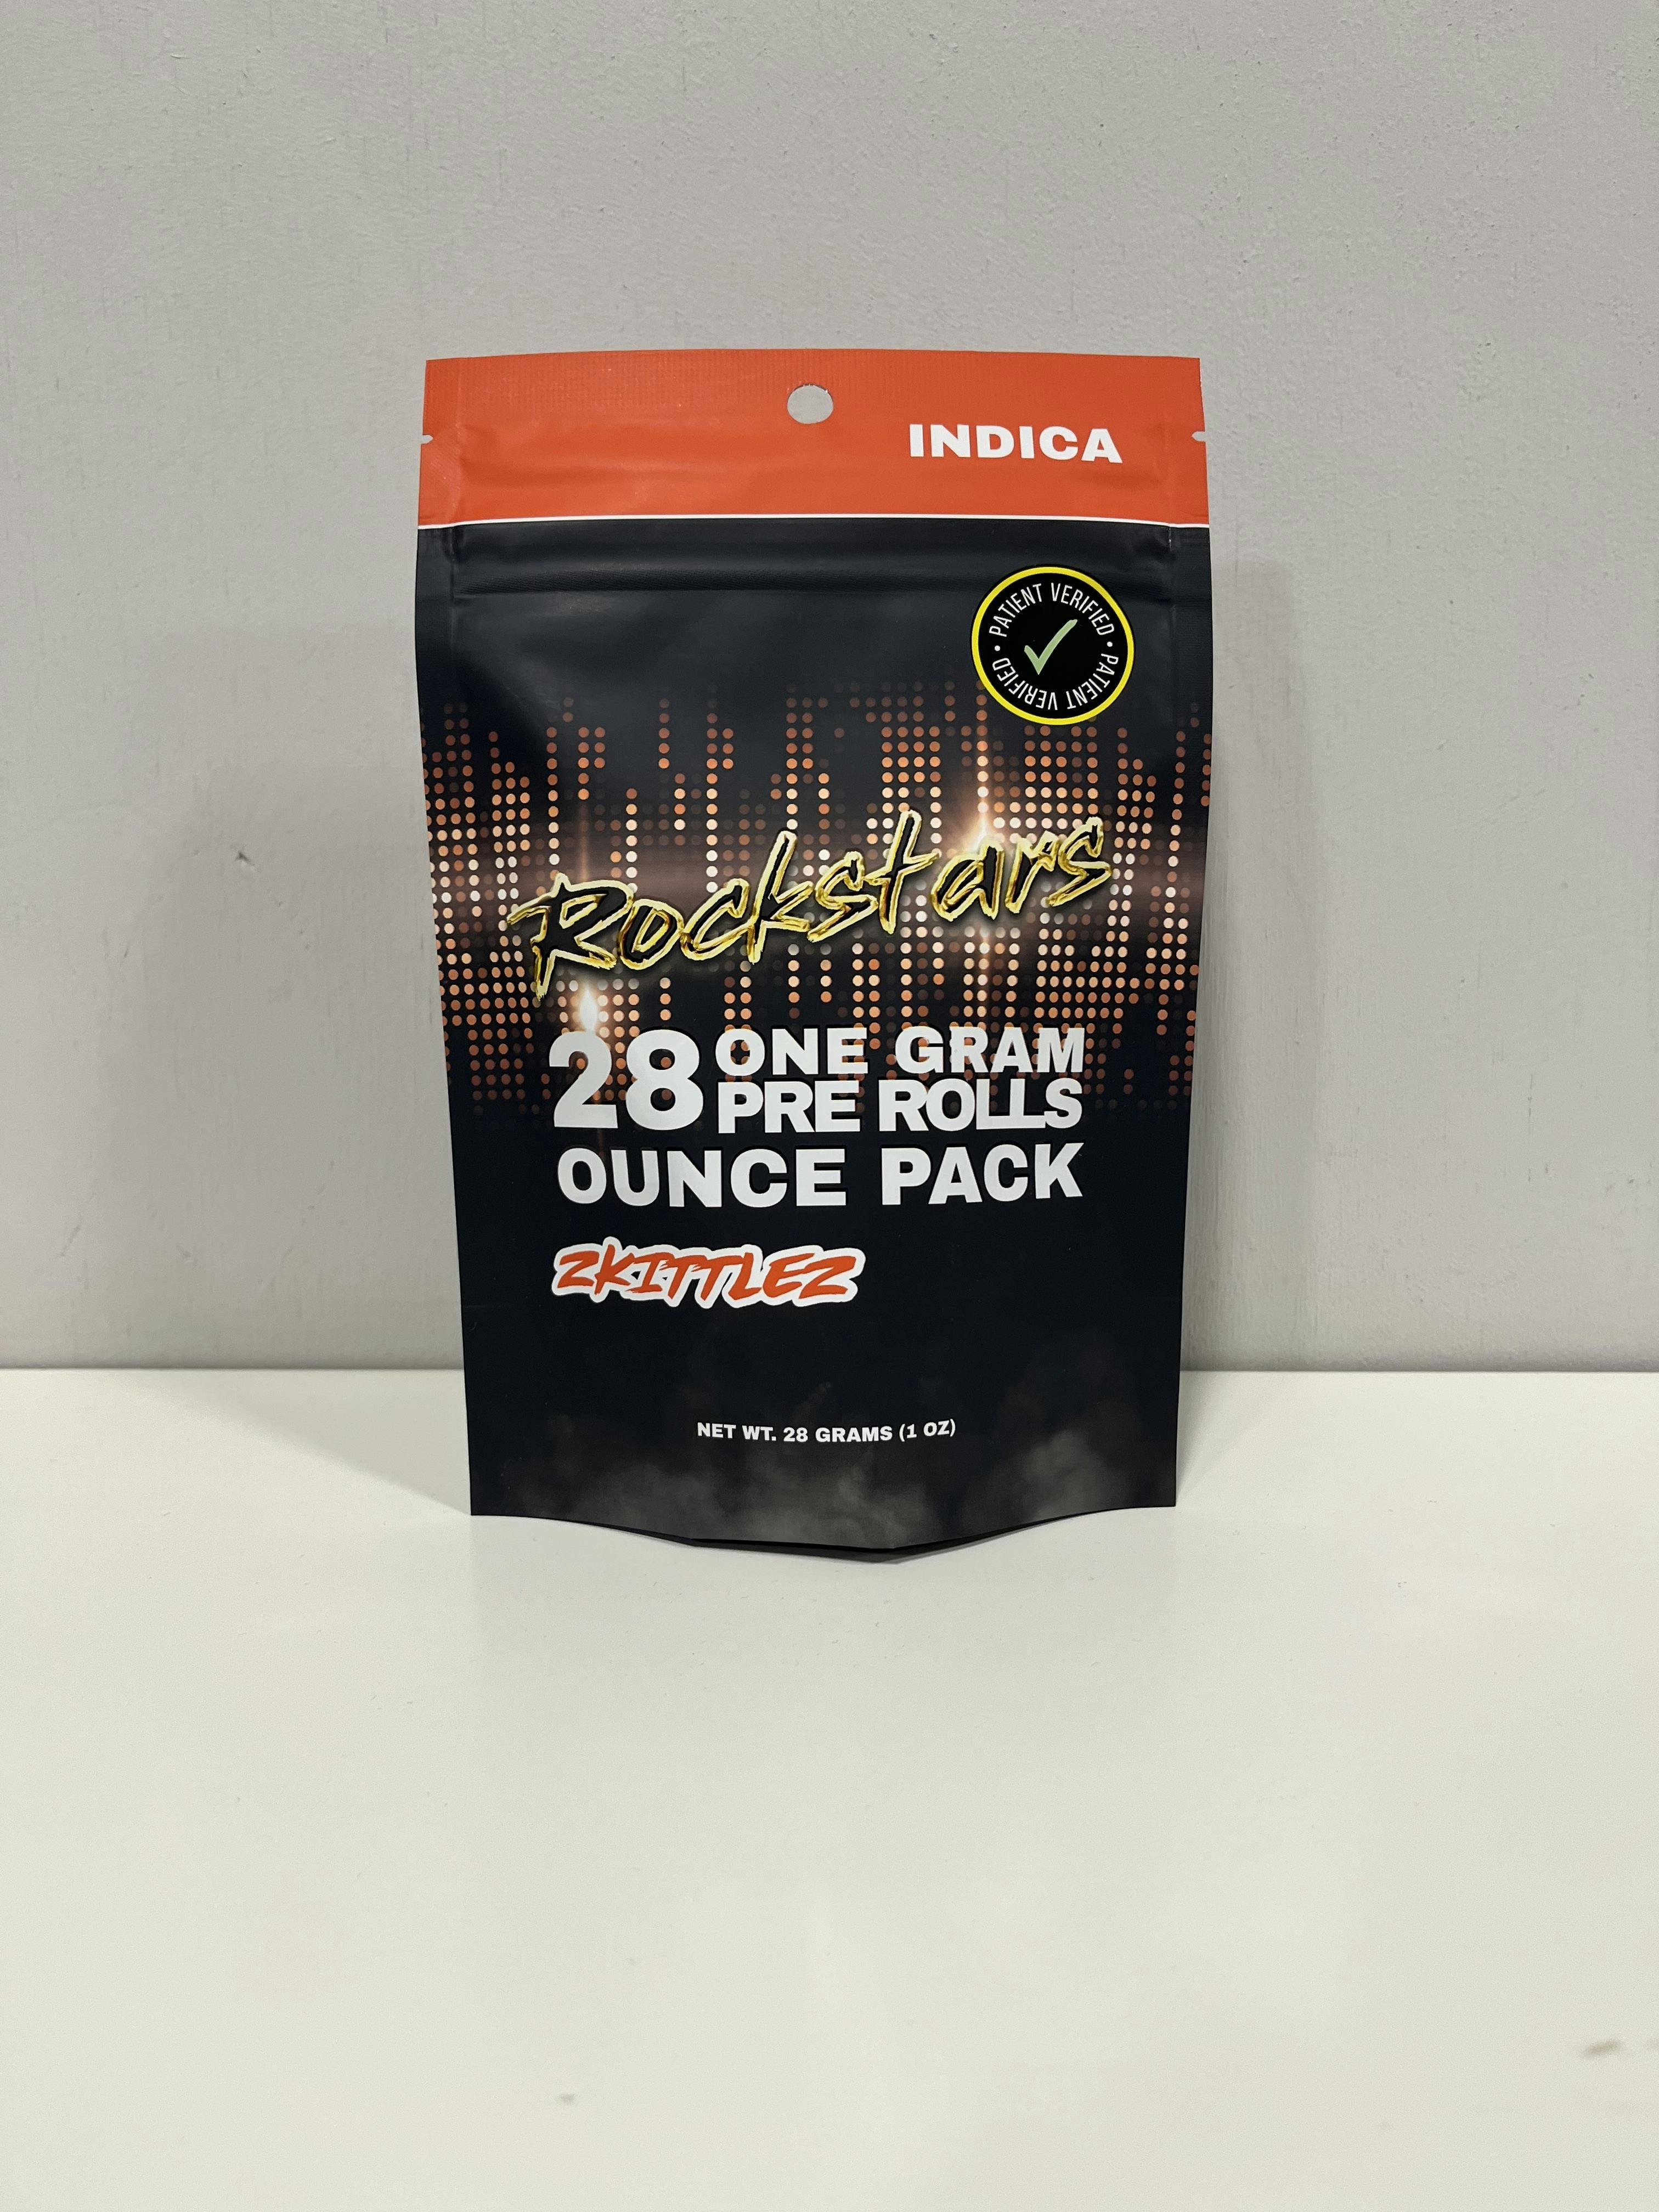 INDICA
PATIENT VERIFIED • PATIENT VERIFIED •
Rockstars
28 ONE GRAM
PRE ROLLS
OUNCE PACK
ZKITTLEZ
NET WT. 28 GRAMS (1 OZ)